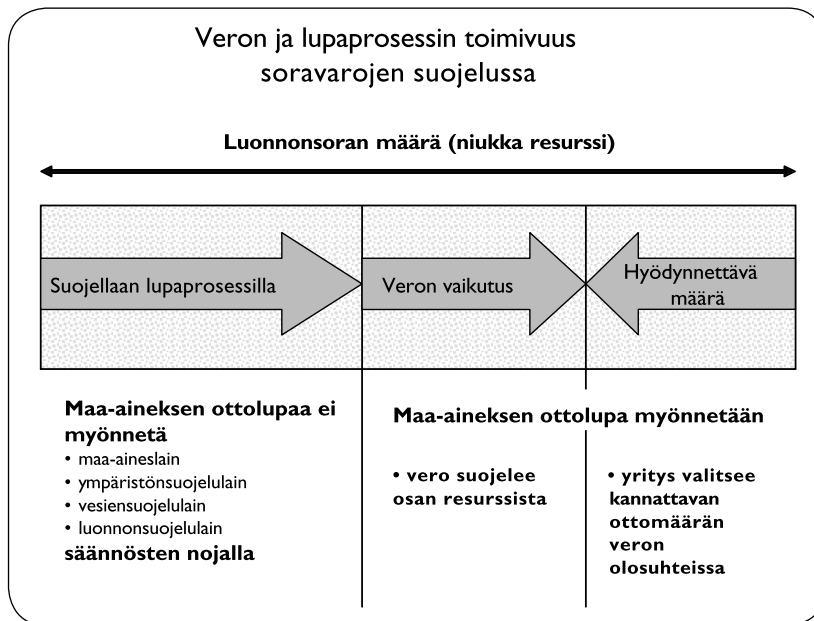 Veron ja lupaprosessin toimivuus
soravarojen suojelussa
Luonnonsoran määrä (niukka resurssi)
Suojellaan lupaprosessilla
Veron vaikutus
Hyödynnettävä
määrä
Maa-aineksen ottolupaa ei
myönnetä
• maa-aineslain
• ympäristönsuojelulain
• vesiensuojelulain
• luonnonsuojelulain
säännösten nojalla
Maa-aineksen ottolupa myönnetään
• vero suojelee
osan resurssista
• yritys valitsee
kannattavan
ottomäärän
veron
olosuhteissa